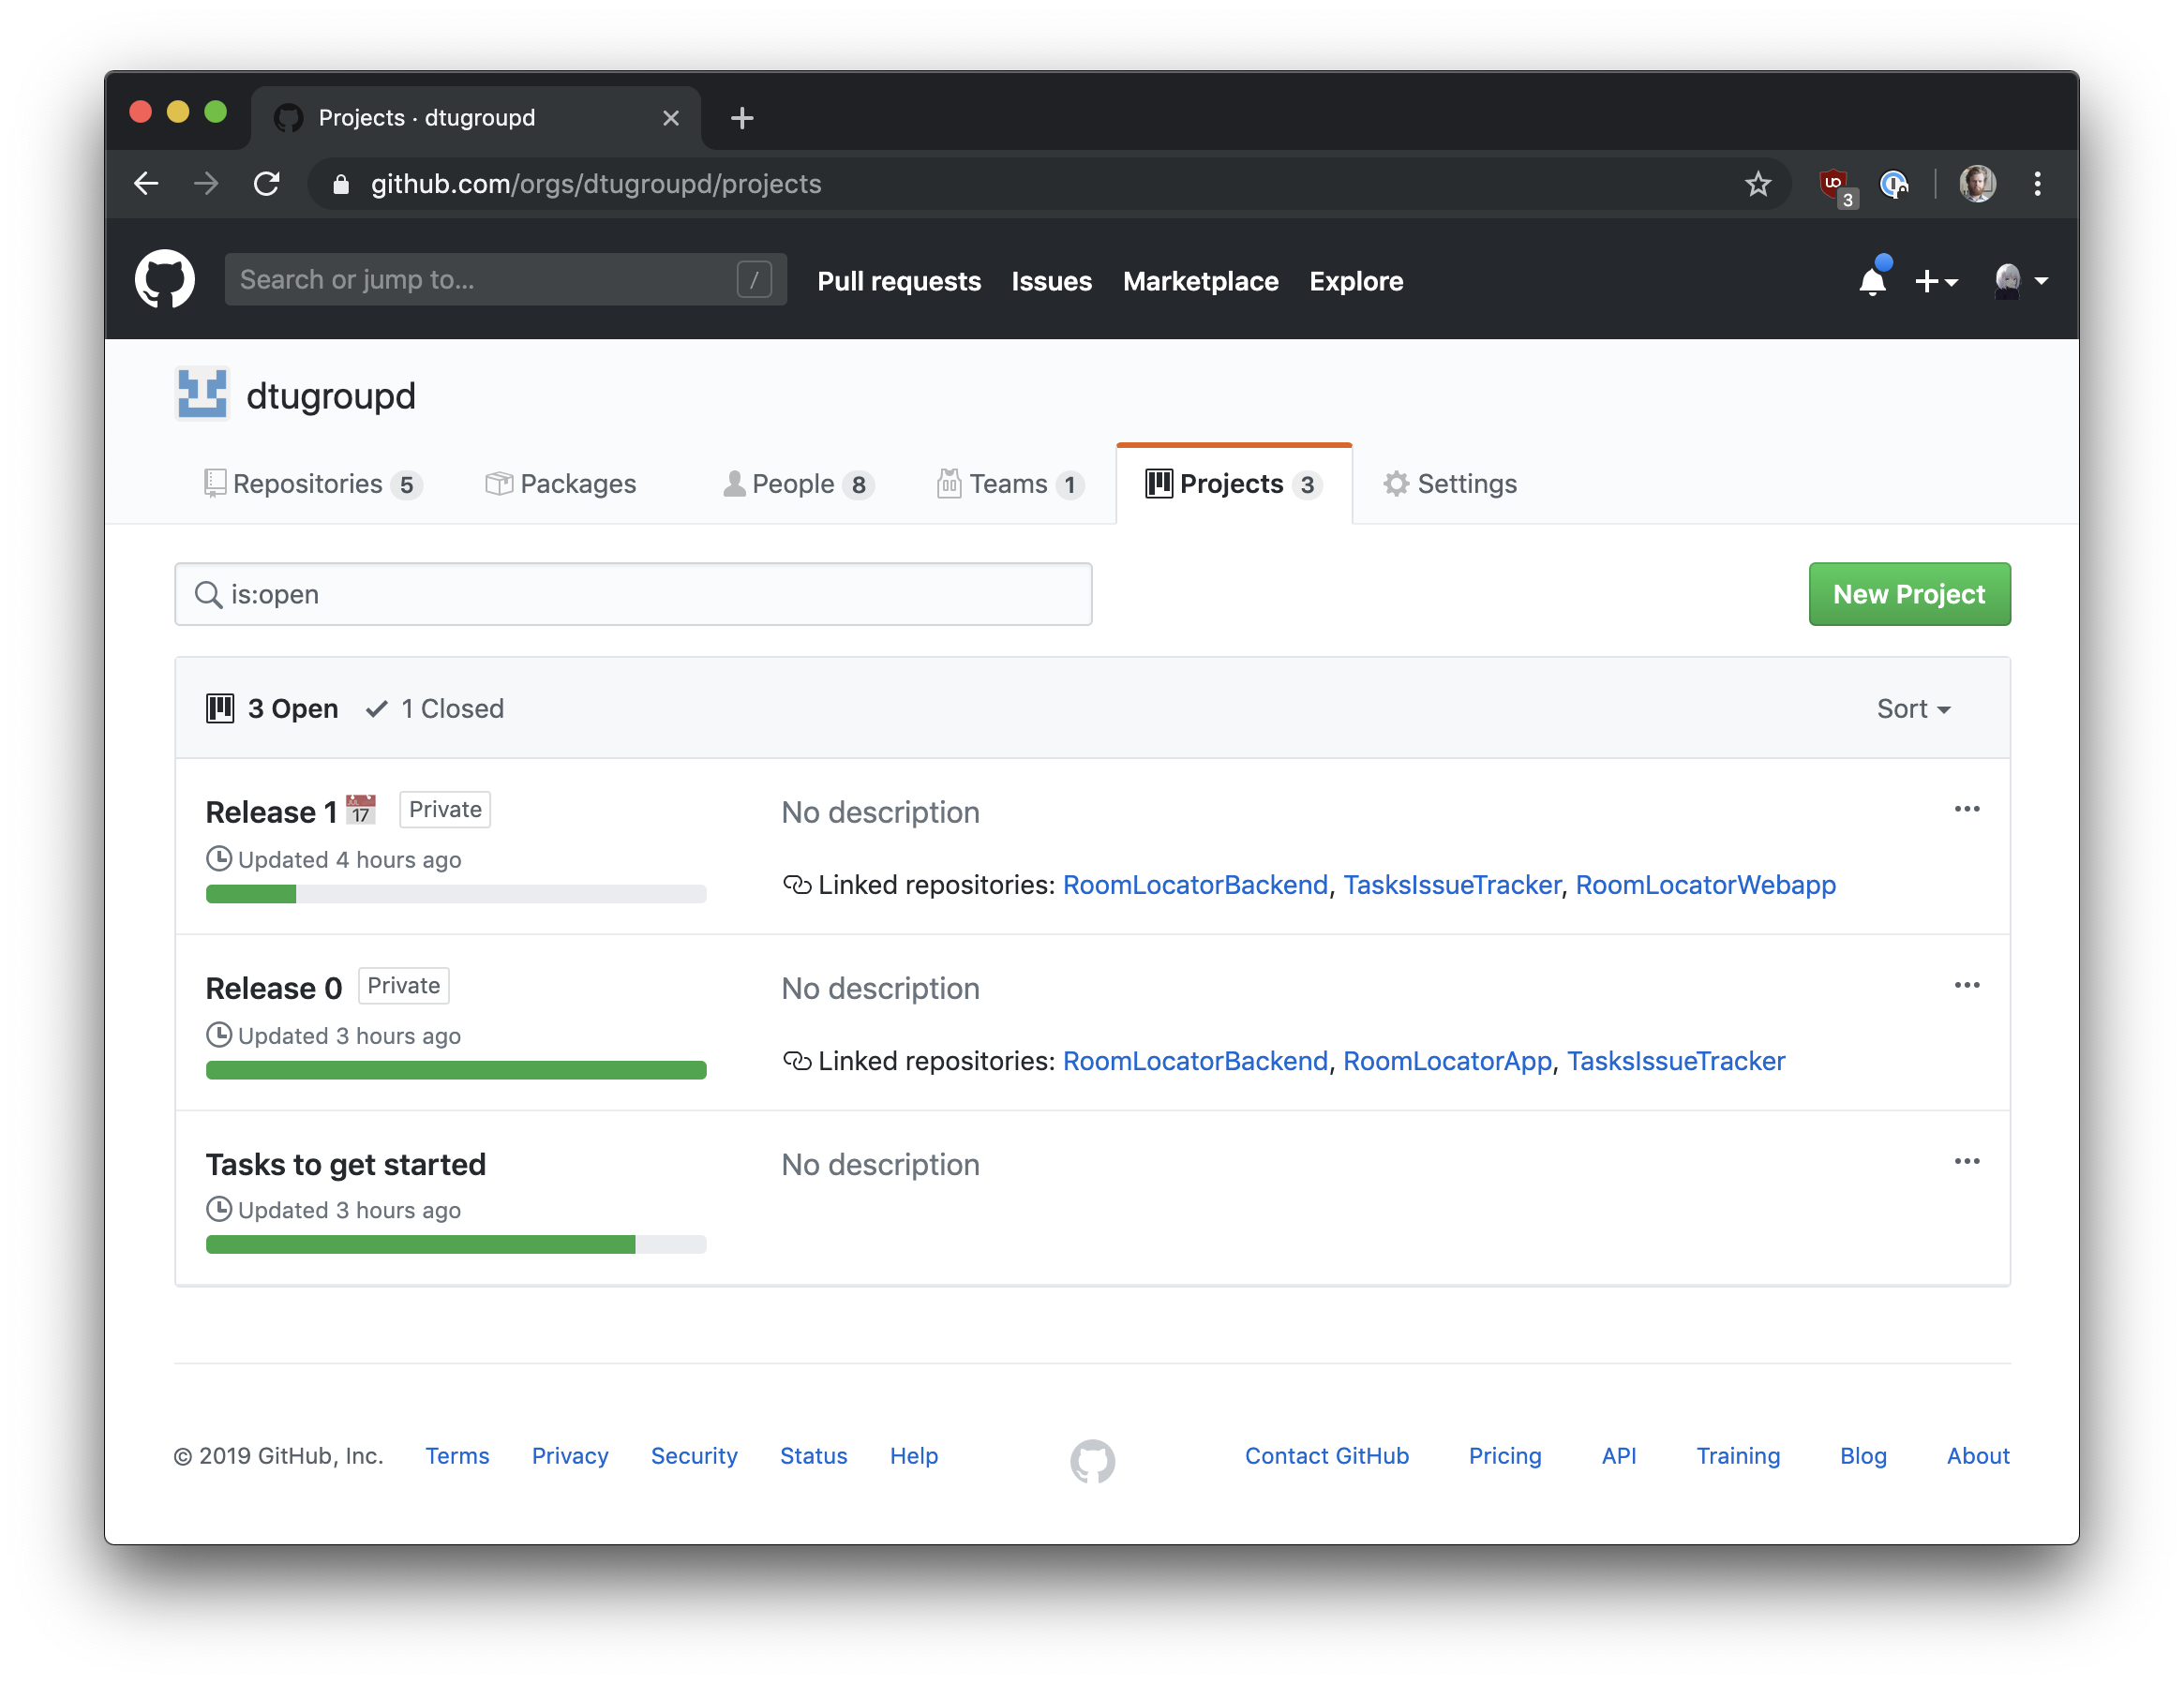 Projects · dtugroupd
github.com/orgs/dtugroupd/projects
3
Search or jump to... / Pull requests Issues Marketplace Explore
dtugroupd
Repositories 5 Packages People 8 Teams 1 Projects 3 Settings
is:open New Project
3 Open 1 Closed Sort
Release 1 JUL 17 Private No description
Updated 4 hours ago
Linked repositories: RoomLocatorBackend, TasksIssueTracker, RoomLocatorWebapp
Release 0 Private No description
Updated 3 hours ago
Linked repositories: RoomLocatorBackend, RoomLocatorApp, TasksIssueTracker
Tasks to get started No description
Updated 3 hours ago
© 2019 GitHub, Inc. Terms Privacy Security Status Help Contact GitHub Pricing API Training Blog About